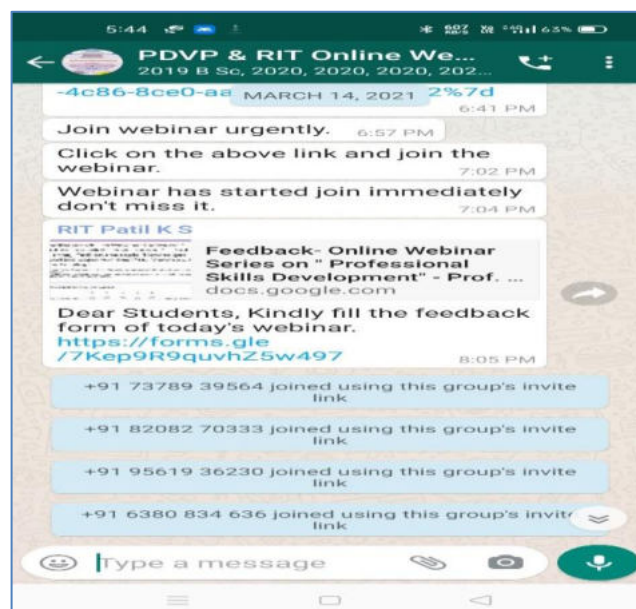 5:44 63%
PDVP & RIT Online We...
2019 B Sc, 2020, 2020, 2020, 202...
-4c86-8ce0-aa 2%7d
MARCH 14, 2021
6:41 PM
Join webinar urgently. 6:57 PM
Click on the above link and join the
webinar. 7:02 PM
Webinar has started join immediately
don't miss it. 7:04 PM
RIT Patil K S
Feedback- Online Webinar
Series on " Professional
Skills Development" - Prof. ...
docs.google.com
Dear Students, Kindly fill the feedback
form of today's webinar.
https://forms.gle
/7Kep9R9quvhZ5w497 8:05 PM
+91 73789 39564 joined using this group's invite
link
+91 82082 70333 joined using this group's invite
link
+91 95619 36230 joined using this group's invite
link
+91 6380 834 636 joined using this group's invite
link
Type a message